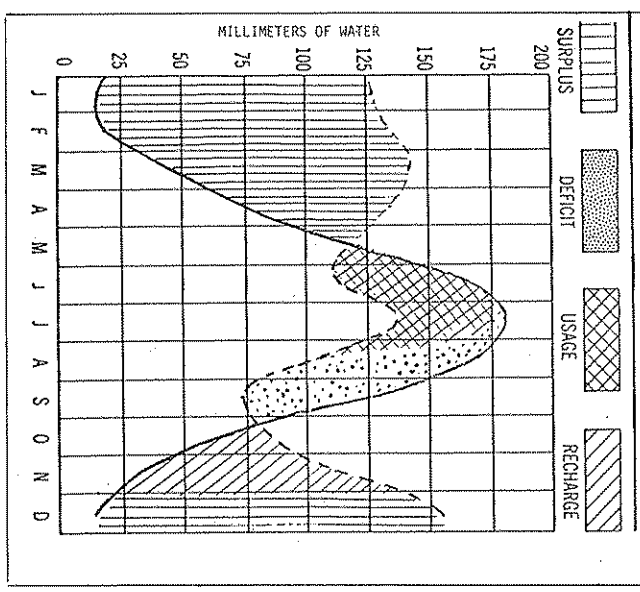 MILLIMETERS OF WATER
0 25 50 75 100 125 150 175 200
J F M A M J J A S O N D
SURPLUS
DEFICIT
USAGE
RECHARGE